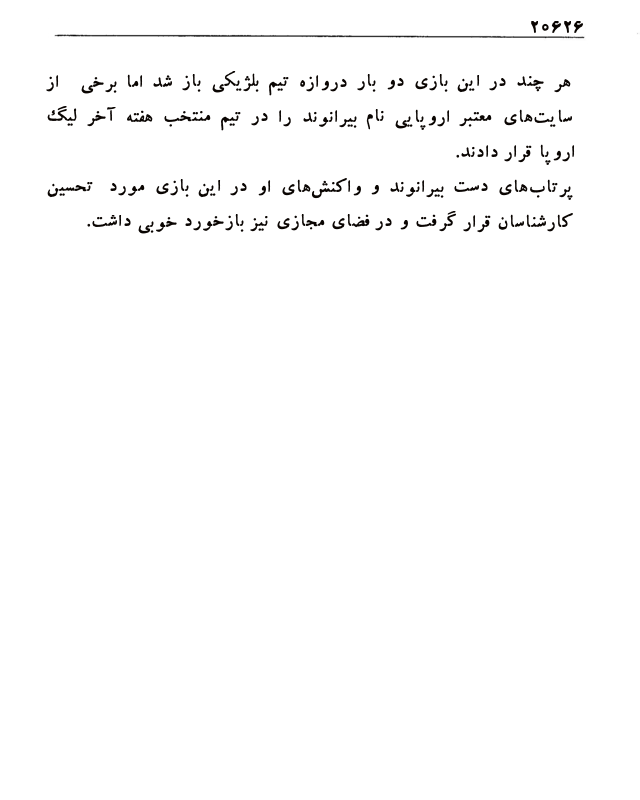 ۲۰۶۲۶
هر چند در این بازی دو بار دروازه تیم بلژیکی باز شد اما برخی از
سایت‌های معتبر اروپایی نام بیرانوند را در تیم منتخب هفته آخر لیگ
اروپا قرار دادند.
پرتاب‌های دست بیرانوند و واکنش‌های او در این بازی مورد تحسین
کارشناسان قرار گرفت و در فضای مجازی نیز بازخورد خوبی داشت.